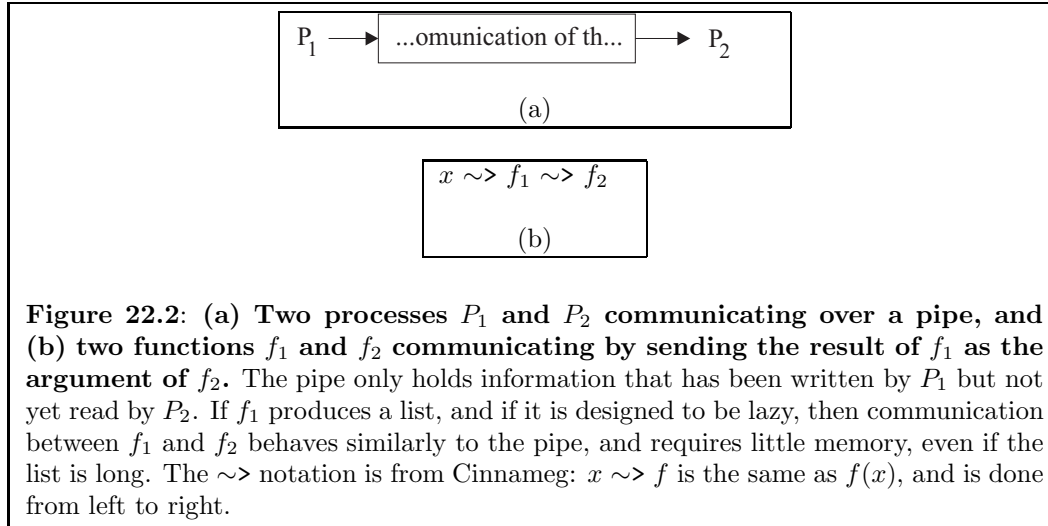 P1 ...omunication of th... P2
(a)
x ~> f1 ~> f2
(b)
Figure 22.2: (a) Two processes P1 and P2 communicating over a pipe, and
(b) two functions f1 and f2 communicating by sending the result of f1 as the
argument of f2. The pipe only holds information that has been written by P1 but not
yet read by P2. If f1 produces a list, and if it is designed to be lazy, then communication
between f1 and f2 behaves similarly to the pipe, and requires little memory, even if the
list is long. The ~> notation is from Cinnameg: x ~> f is the same as f(x), and is done
from left to right.